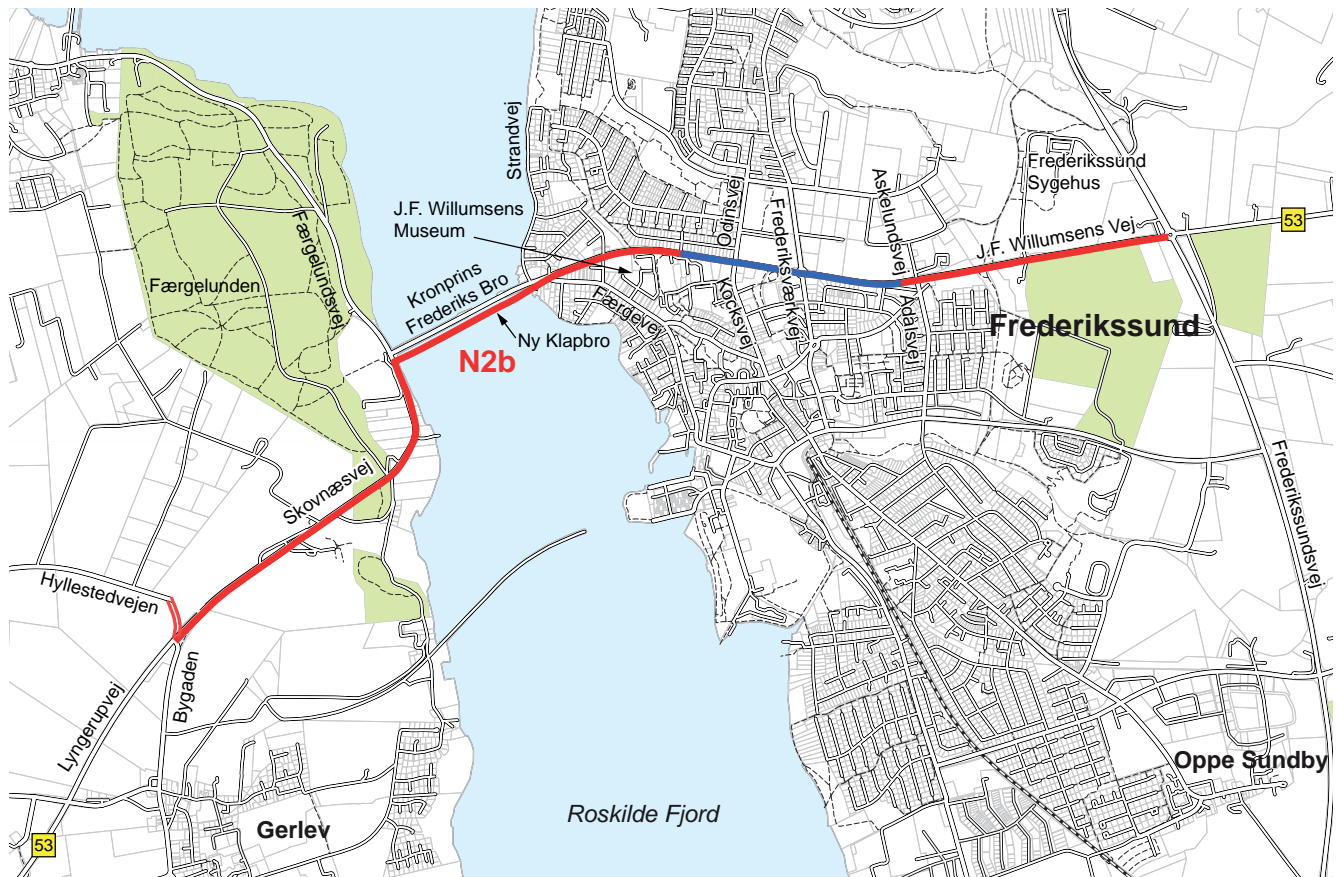 Strandvej
J.F. Willumsens
Museum
Odinsvej
Frederiksværkvej
Askelundsvej
Frederikssund
Sygehus
53
J.F. Willumsens Vej
Færgelundsvej
Færgelunden
Kronprins
Frederiks Bro
Ny Klapbro
N2b
Færgevej
Kocksvej
Ådalsvej
Frederikssund
Skovnæsvej
Frederikssundsvej
Hyllestedvejen
Lyngerupvej
Bygaden
Oppe Sundby
Roskilde Fjord
Gerlev
53